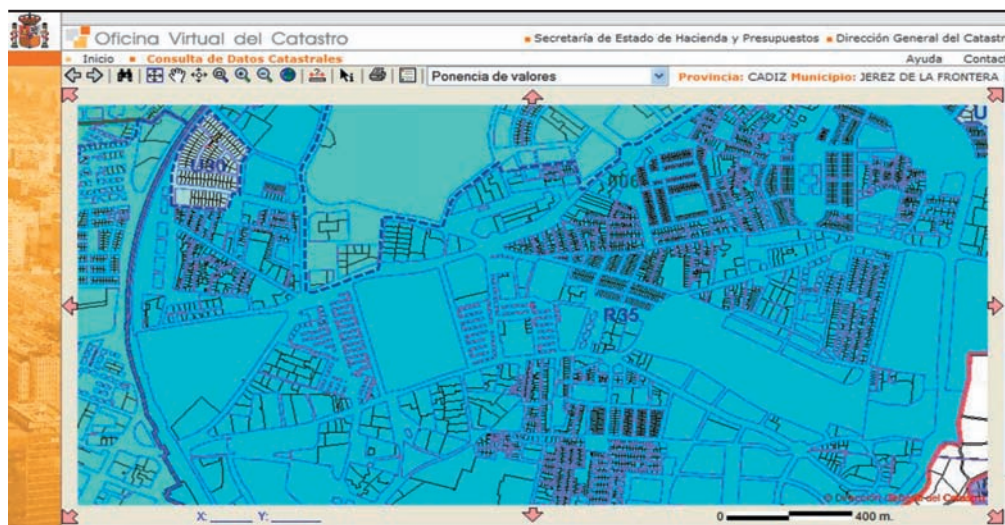 Oficina Virtual del Catastro
Secretaría de Estado de Hacienda y Presupuestos Dirección General del Catastr
Inicio Consulta de Datos Catastrales Ayuda Contact
Ponencia de valores Provincia: CADIZ Municipio: JEREZ DE LA FRONTERA
U
R35
© Dirección General del Catastro
X: Y: 0 400 m.